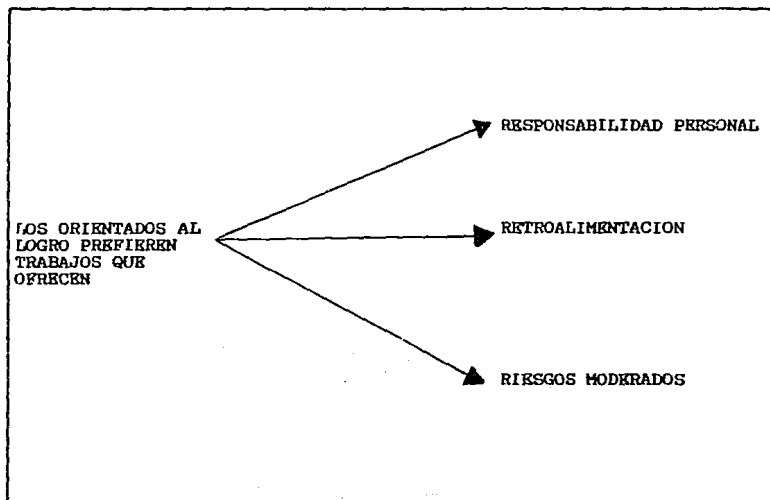 RESPONSABILIDAD PERSONAL
LOS ORIENTADOS AL
LOGRO PREFIEREN
TRABAJOS QUE
OFRECEN
RETROALIMENTACION
RIESGOS MODERADOS